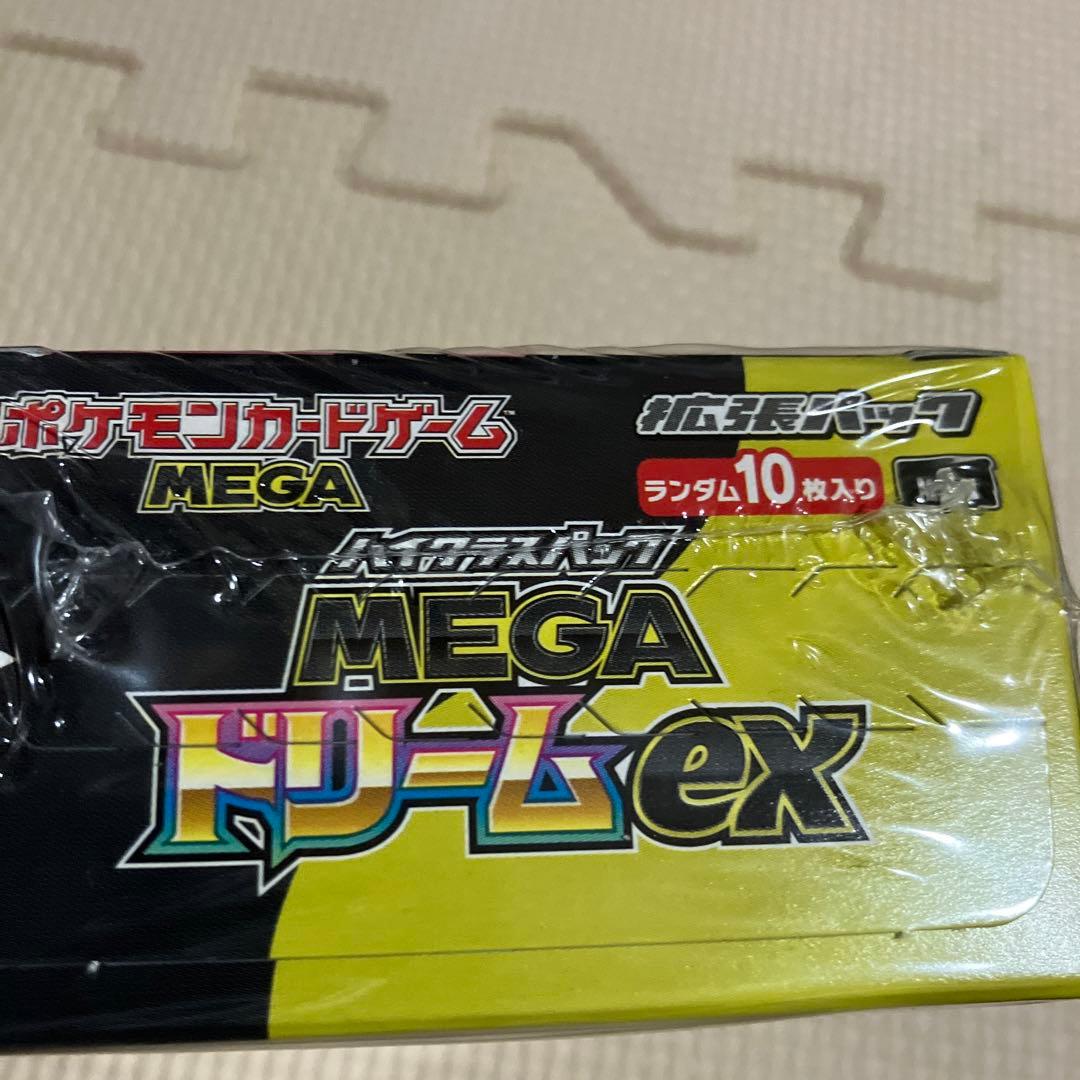 ポケモンカードゲーム™
MEGA
拡張パック
ランダム10枚入り
ハイクラスパック
MEGA
ドリームex